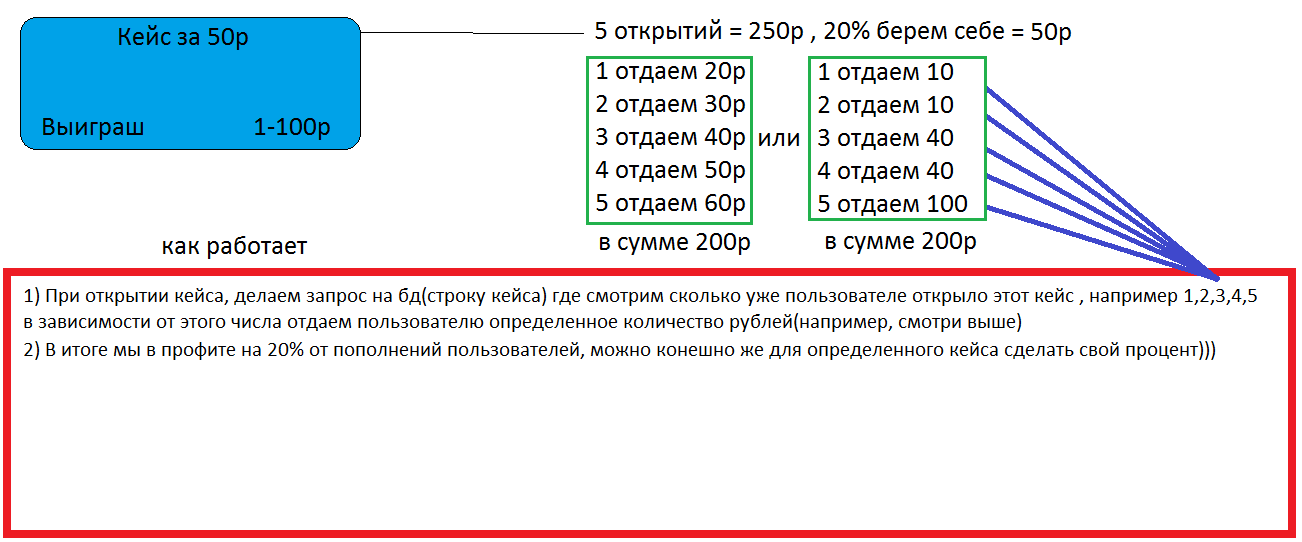 Кейс за 50р
Выиграш 1-100р
5 открытий = 250р , 20% берем себе = 50р
1 отдаем 20р
2 отдаем 30р
3 отдаем 40р
4 отдаем 50р
5 отдаем 60р
в сумме 200р
или
1 отдаем 10
2 отдаем 10
3 отдаем 40
4 отдаем 40
5 отдаем 100
в сумме 200р
как работает
1) При открытии кейса, делаем запрос на бд(строку кейса) где смотрим сколько уже пользователе открыло этот кейс , например 1,2,3,4,5
в зависимости от этого числа отдаем пользователю определенное количество рублей(например, смотри выше)
2) В итоге мы в профите на 20% от пополнений пользователей, можно конешно же для определенного кейса сделать свой процент)))